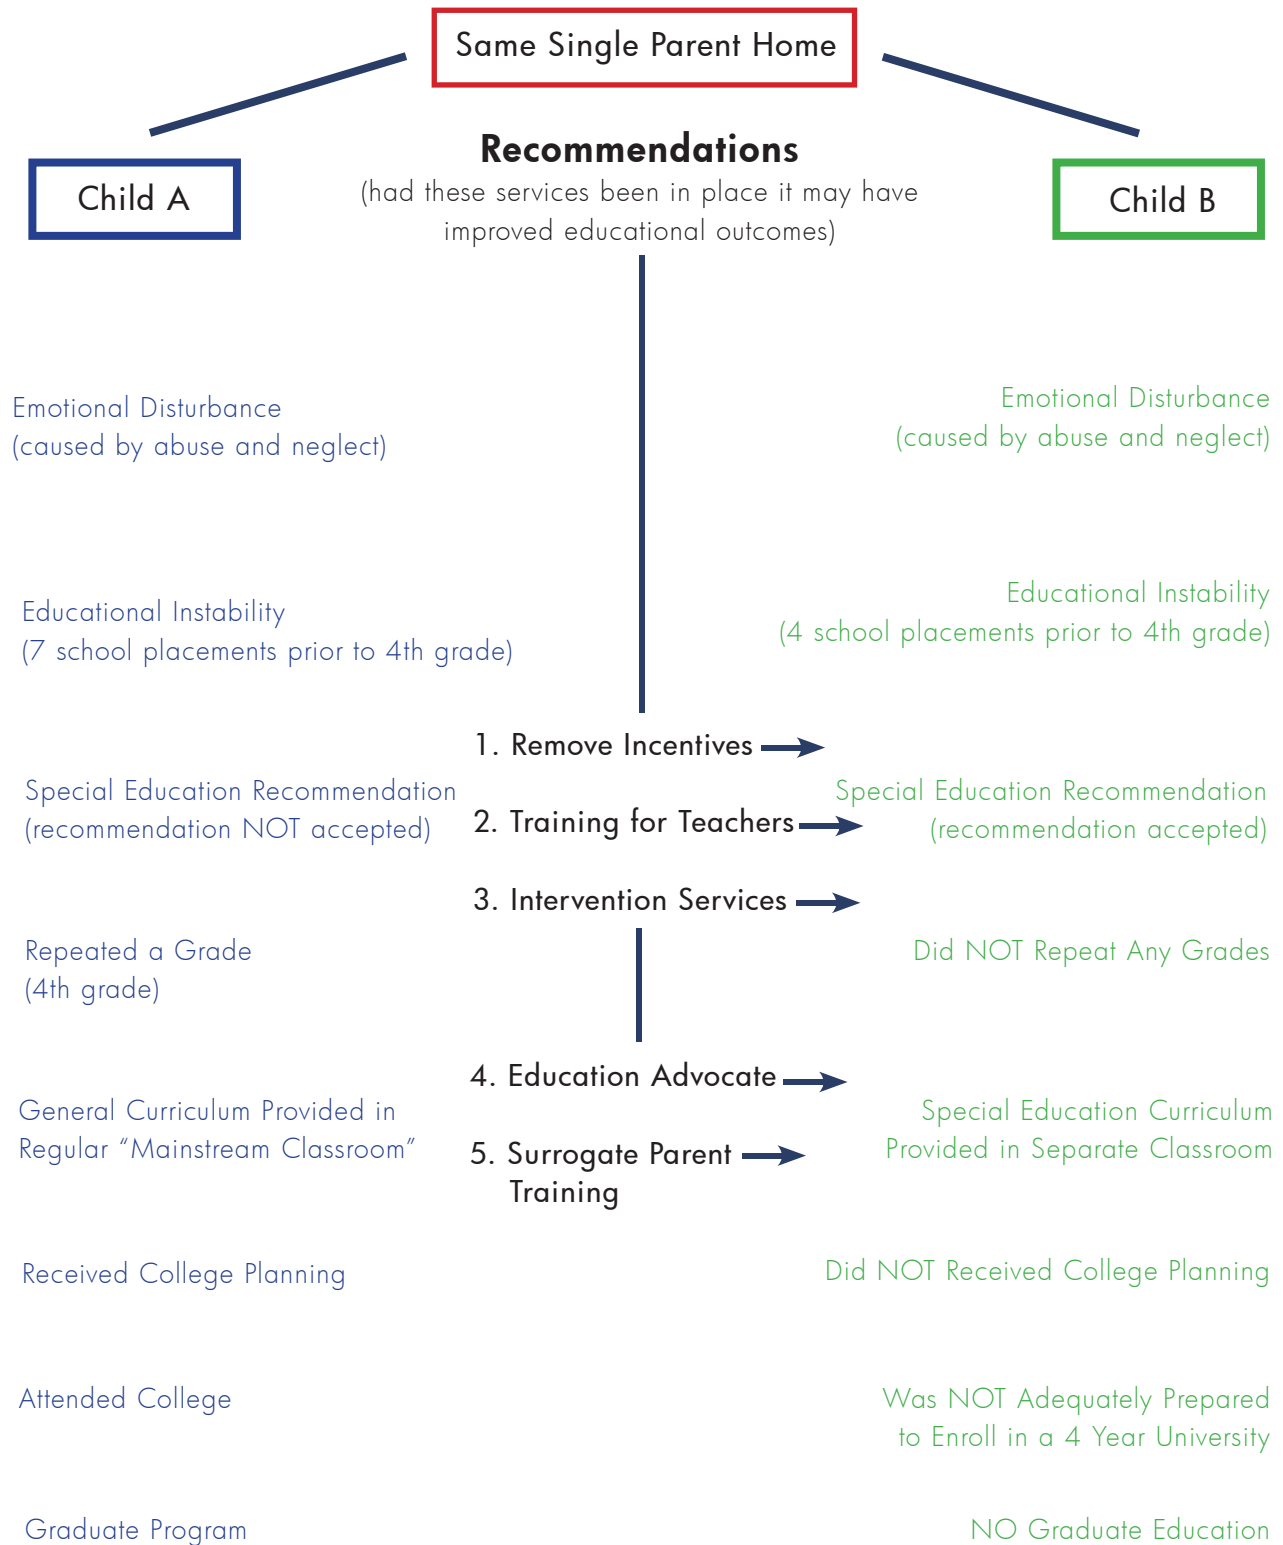 Same Single Parent Home
Child A
Recommendations
(had these services been in place it may have
improved educational outcomes)
Child B
Emotional Disturbance
(caused by abuse and neglect)
Emotional Disturbance
(caused by abuse and neglect)
Educational Instability
(7 school placements prior to 4th grade)
Educational Instability
(4 school placements prior to 4th grade)
1. Remove Incentives
Special Education Recommendation
(recommendation NOT accepted)
2. Training for Teachers
Special Education Recommendation
(recommendation accepted)
3. Intervention Services
Repeated a Grade
(4th grade)
Did NOT Repeat Any Grades
4. Education Advocate
General Curriculum Provided in
Regular “Mainstream Classroom”
Special Education Curriculum
Provided in Separate Classroom
5. Surrogate Parent
Training
Received College Planning
Did NOT Received College Planning
Attended College
Was NOT Adequately Prepared
to Enroll in a 4 Year University
Graduate Program
NO Graduate Education